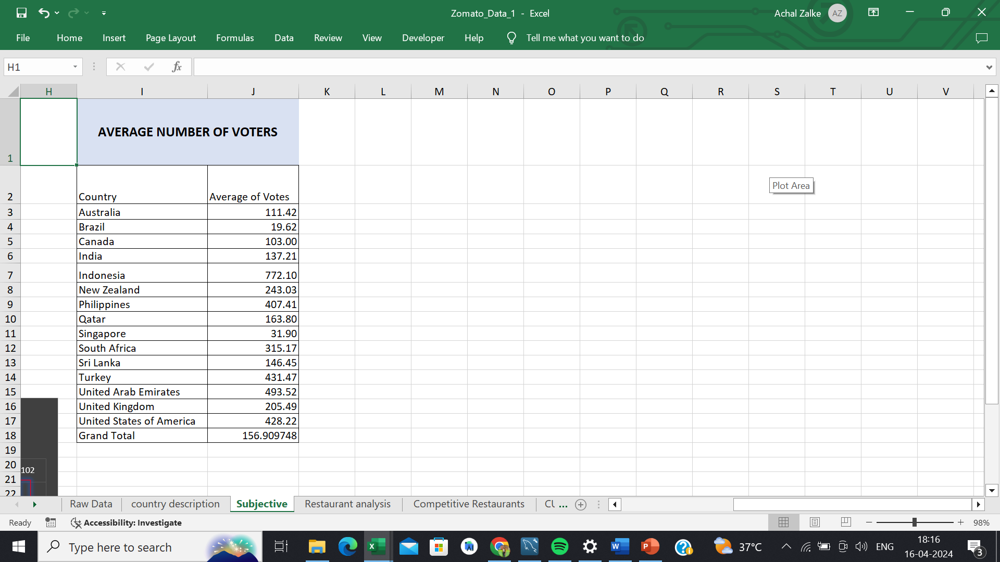 Zomato_Data_1 - Excel
Achal Zalke
AZ
File Home Insert Page Layout Formulas Data Review View Developer Help Tell me what you want to do
H1
fx
H I J K L M N O P Q R S T U V
1 AVERAGE NUMBER OF VOTERS
Plot Area
2 Country Average of Votes
3 Australia 111.42
4 Brazil 19.62
5 Canada 103.00
6 India 137.21
7 Indonesia 772.10
8 New Zealand 243.03
9 Philippines 407.41
10 Qatar 163.80
11 Singapore 31.90
12 South Africa 315.17
13 Sri Lanka 146.45
14 Turkey 431.47
15 United Arab Emirates 493.52
16 United Kingdom 205.49
17 United States of America 428.22
18 Grand Total 156.909748
19
20 102
21
22
Raw Data country description Subjective Restaurant analysis Competitive Restaurants CU ...
Ready Accessibility: Investigate 98%
Type here to search
37°C
ENG
18:16
16-04-2024
3